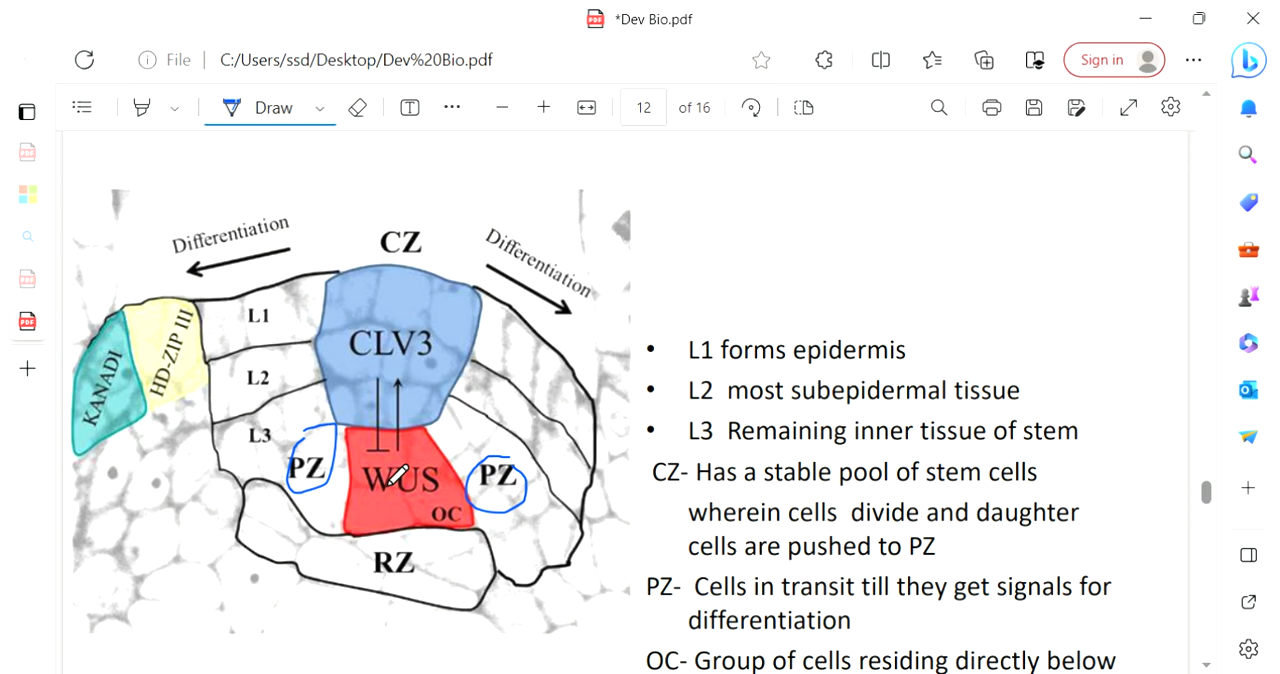 *Dev Bio.pdf
File
C:/Users/ssd/Desktop/Dev%20Bio.pdf
Sign in
Draw
12 of 16
Differentiation
CZ
Differentiation
L1
CLV3
KANADI
HD-ZIP III
L2
L3
PZ
WUS
PZ
OC
RZ
• L1 forms epidermis
• L2 most subepidermal tissue
• L3 Remaining inner tissue of stem
CZ- Has a stable pool of stem cells
wherein cells divide and daughter
cells are pushed to PZ
PZ- Cells in transit till they get signals for
differentiation
OC- Group of cells residing directly below